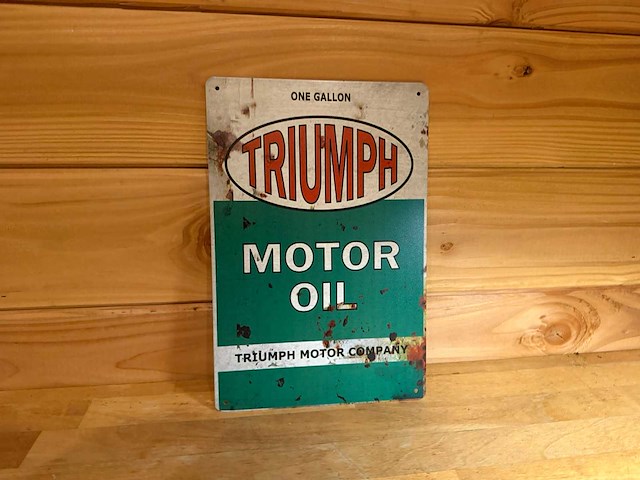 ONE GALLON
TRIUMPH
MOTOR
OIL
TRIUMPH MOTOR COMPANY